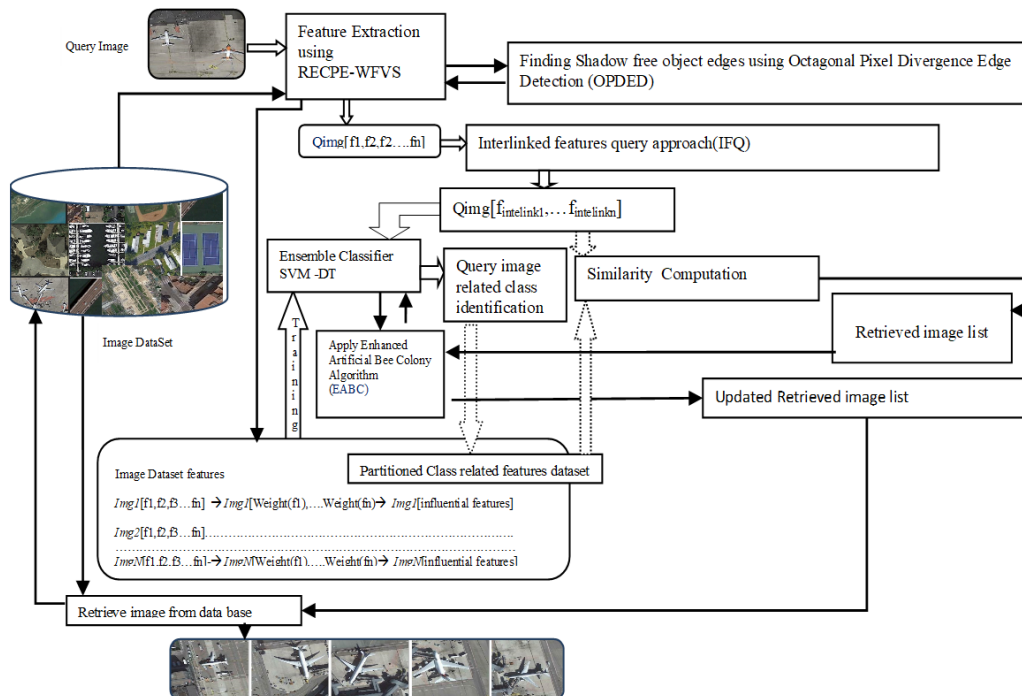 Query Image
Feature Extraction
using
RECPE-WFVS
Finding Shadow free object edges using Octagonal Pixel Divergence Edge
Detection (OPDED)
Qimg[f1,f2,f2….fn]
Interlinked features query approach(IFQ)
Qimg[fintelink1,…fintelinkn]
Ensemble Classifier
SVM -DT
Query image
related class
identification
Similarity Computation
Retrieved image list
Image DataSet
Training
Apply Enhanced
Artificial Bee Colony
Algorithm
(EABC)
Updated Retrieved image list
Partitioned Class related features dataset
Image Dataset features
Img1[f1,f2,f3…fn] → Img1[Weight(f1),….Weight(fn)→ Img1[influential features]
Img2[f1,f2,f3…fn]……………………………………………………………………
……………………………………………………………………………………
ImgN[f1,f2,f3…fn]-→ImgN[Weight(f1)…..Weight(fn)→ ImgN[influential features]
Retrieve image from data base